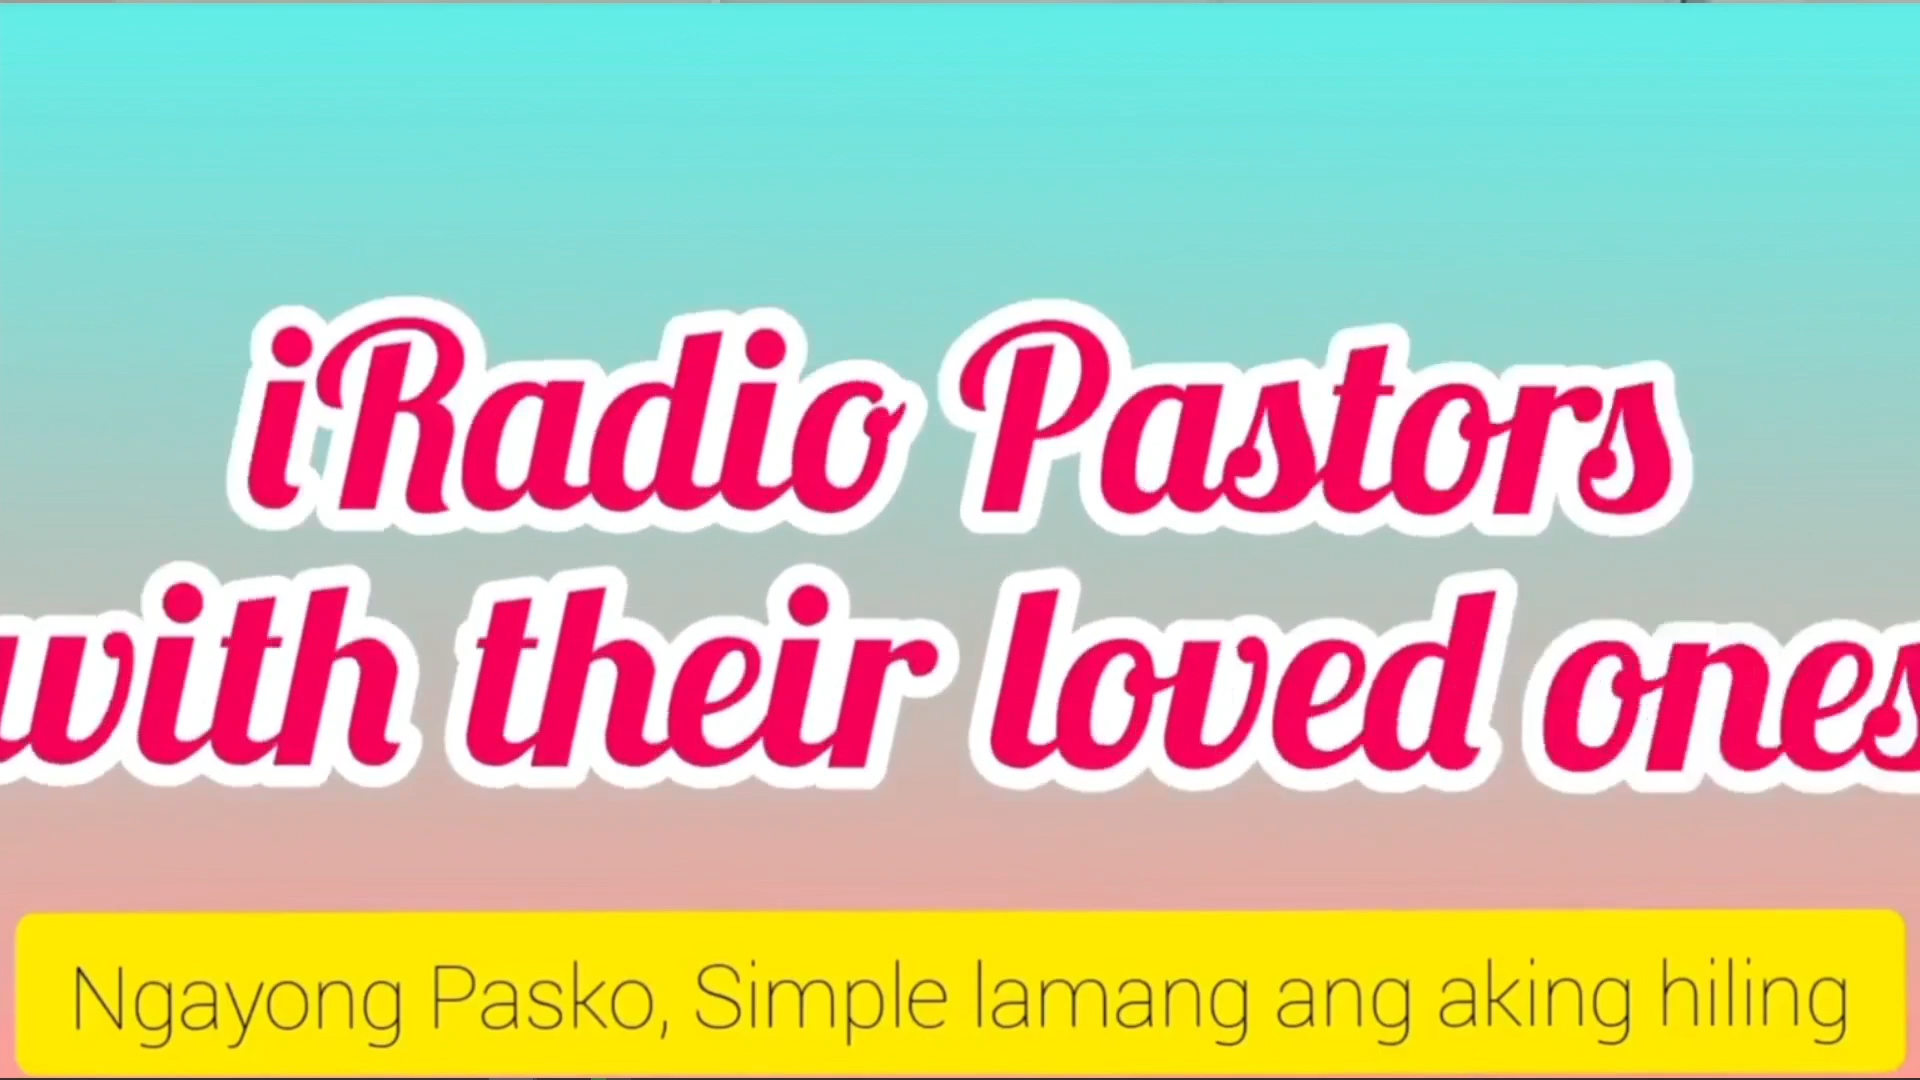 iRadio Pastors
with their loved ones
Ngayong Pasko, Simple lamang ang aking hiling